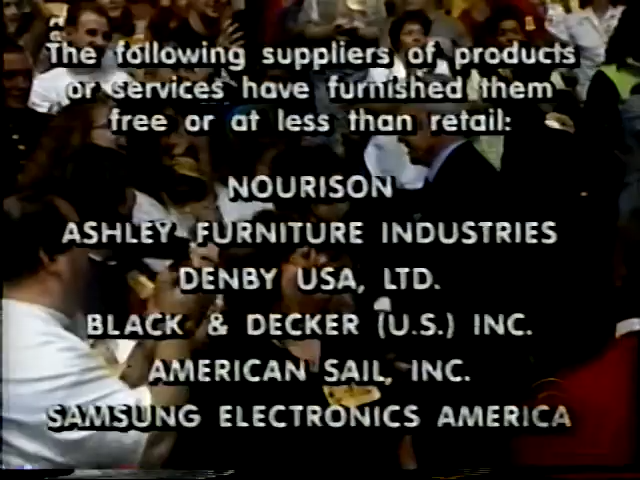 The following suppliers of products
or services have furnished them
free or at less than retail:
NOURISON
ASHLEY FURNITURE INDUSTRIES
DENBY USA, LTD.
BLACK & DECKER (U.S.) INC.
AMERICAN SAIL, INC.
SAMSUNG ELECTRONICS AMERICA